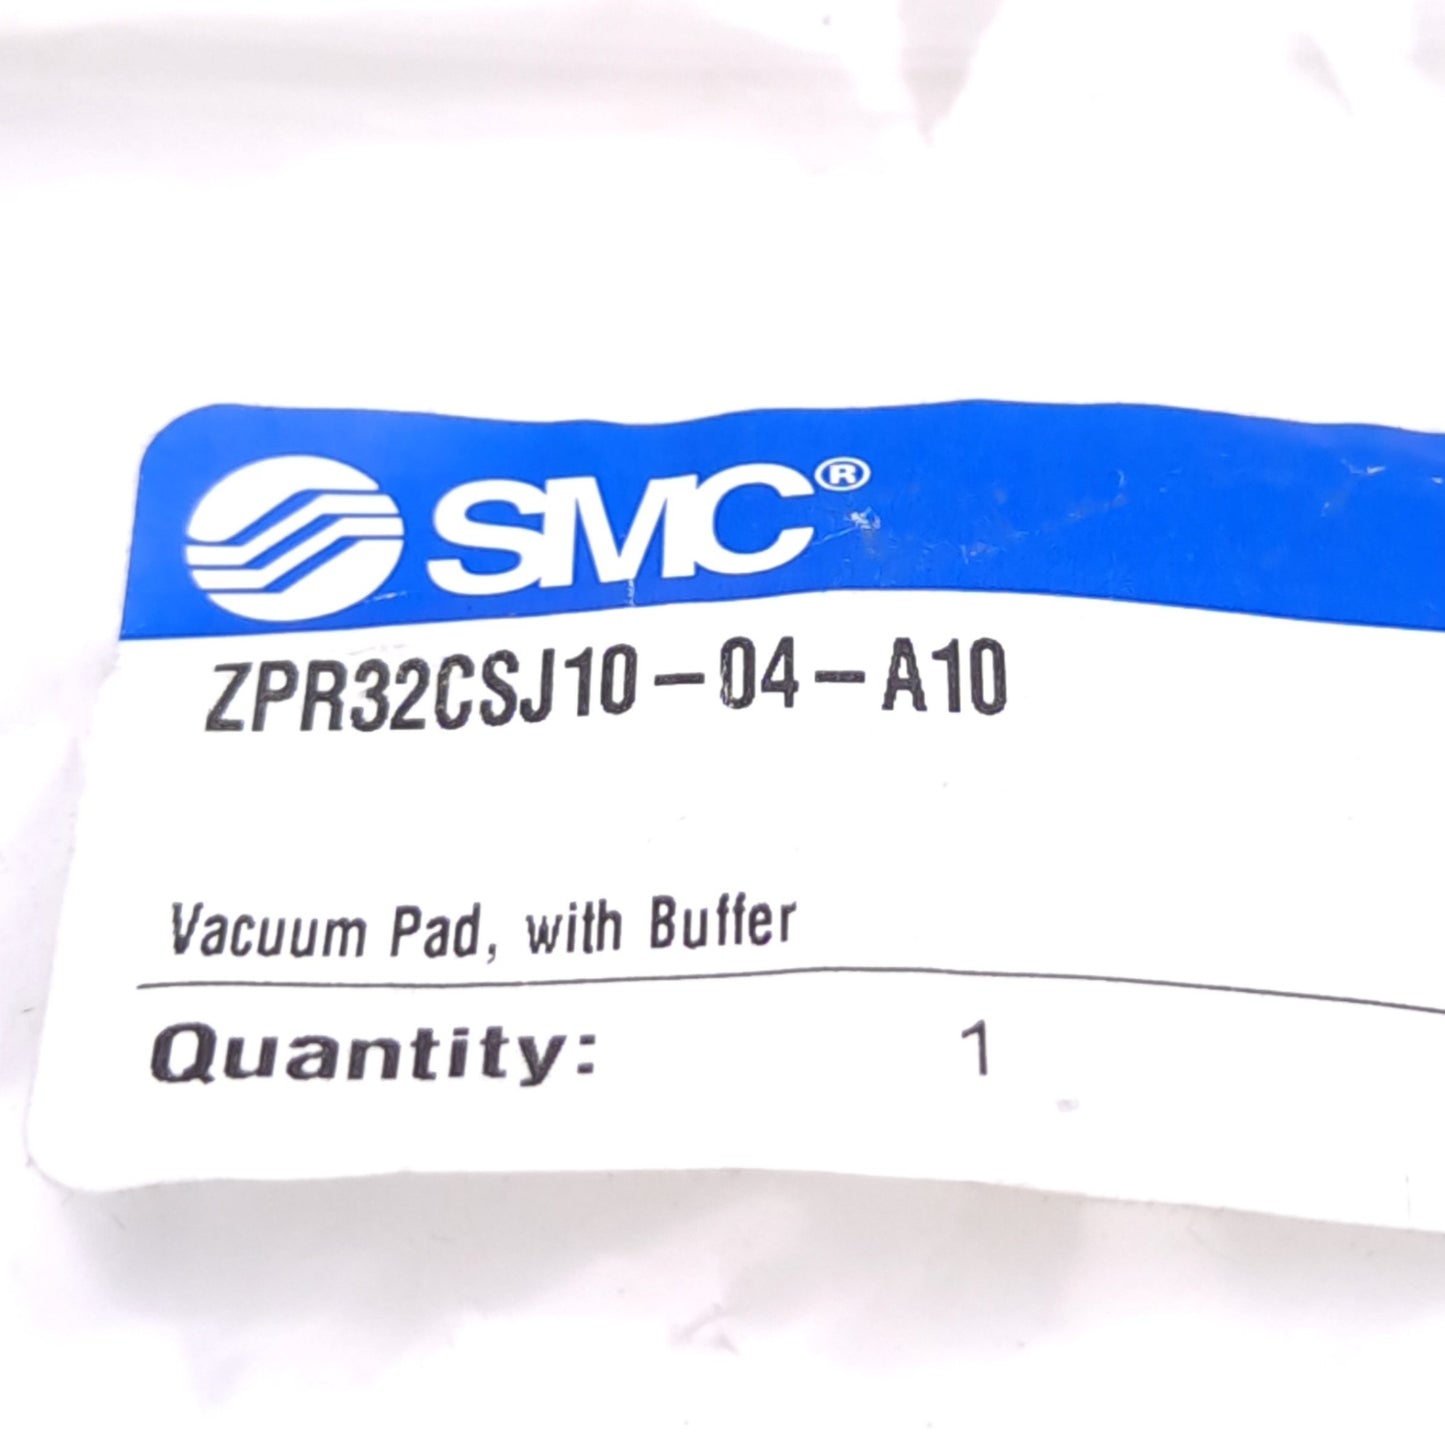 SMC®
ZPR32CSJ10-04-A10
Vacuum Pad, with Buffer
Quantity: 1